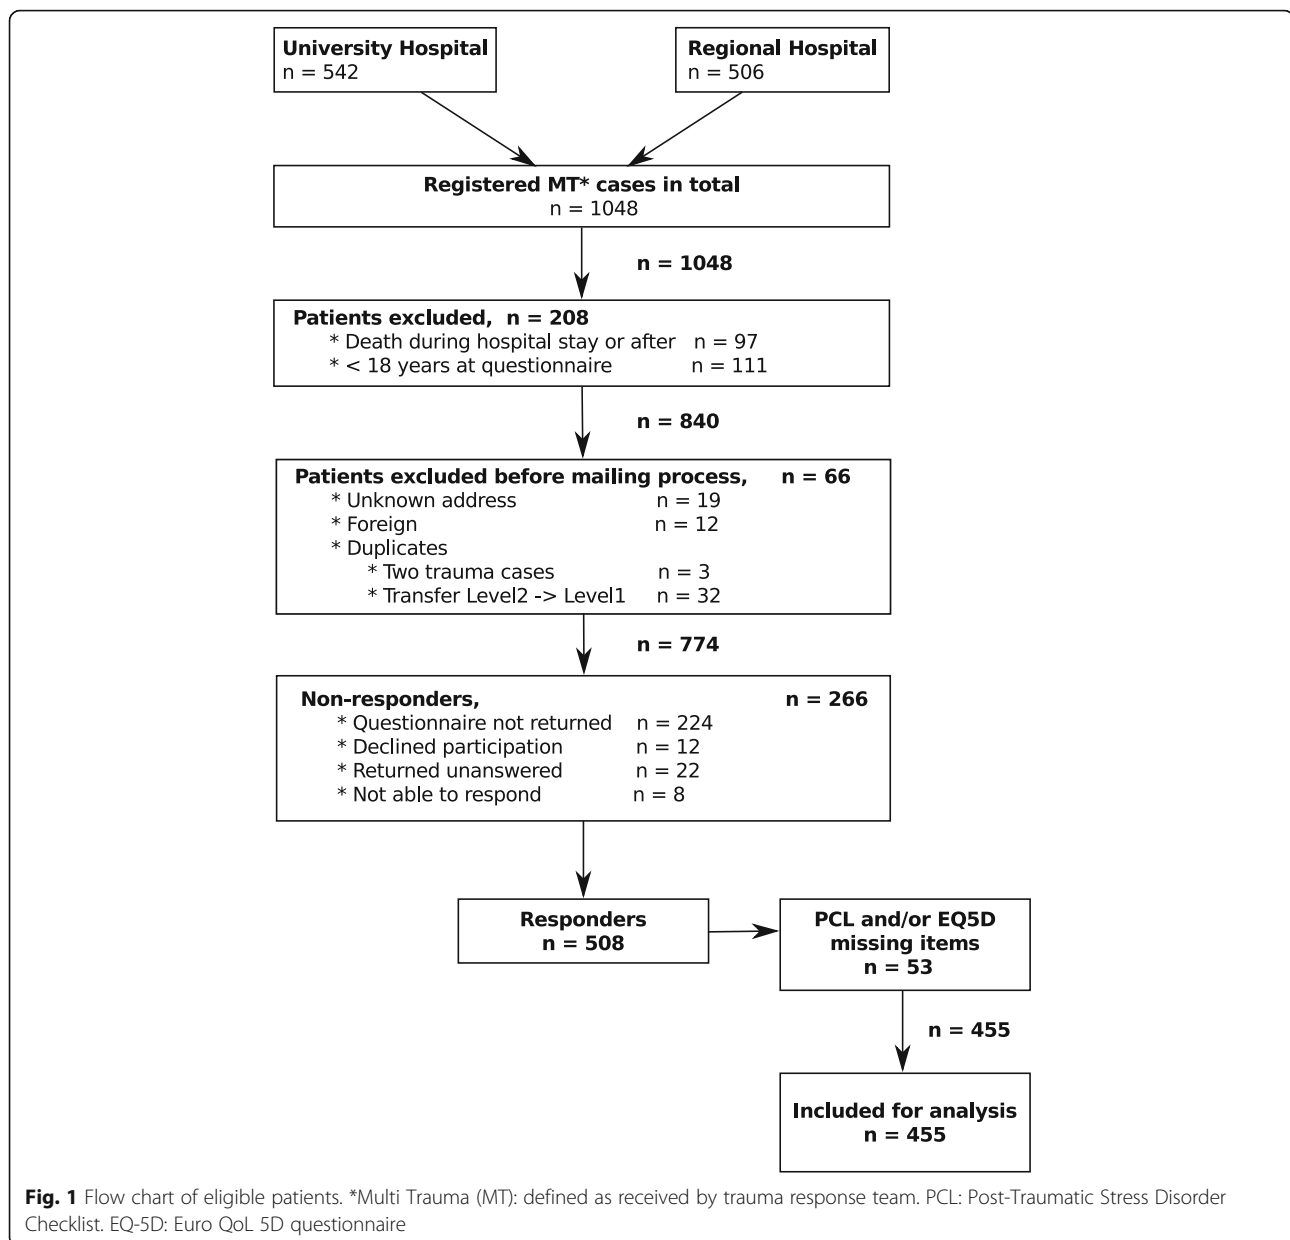 University Hospital
n = 542
Regional Hospital
n = 506
Registered MT* cases in total
n = 1048
n = 1048
Patients excluded, n = 208
* Death during hospital stay or after n = 97
* < 18 years at questionnaire n = 111
n = 840
Patients excluded before mailing process, n = 66
* Unknown address n = 19
* Foreign n = 12
* Duplicates
* Two trauma cases n = 3
* Transfer Level2 -> Level1 n = 32
n = 774
Non-responders, n = 266
* Questionnaire not returned n = 224
* Declined participation n = 12
* Returned unanswered n = 22
* Not able to respond n = 8
Responders
n = 508
PCL and/or EQ5D
missing items
n = 53
n = 455
Included for analysis
n = 455
Fig. 1 Flow chart of eligible patients. *Multi Trauma (MT): defined as received by trauma response team. PCL: Post-Traumatic Stress Disorder
Checklist. EQ-5D: Euro QoL 5D questionnaire